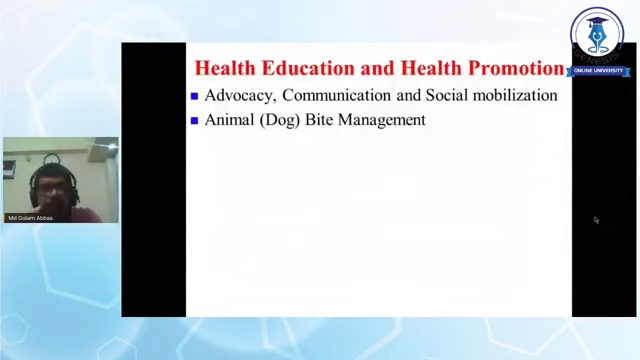 Health Education and Health Promotion
Advocacy, Communication and Social mobilization
Animal (Dog) Bite Management
GENESIS
ONLINE UNIVERSITY
Md Golam Abbas